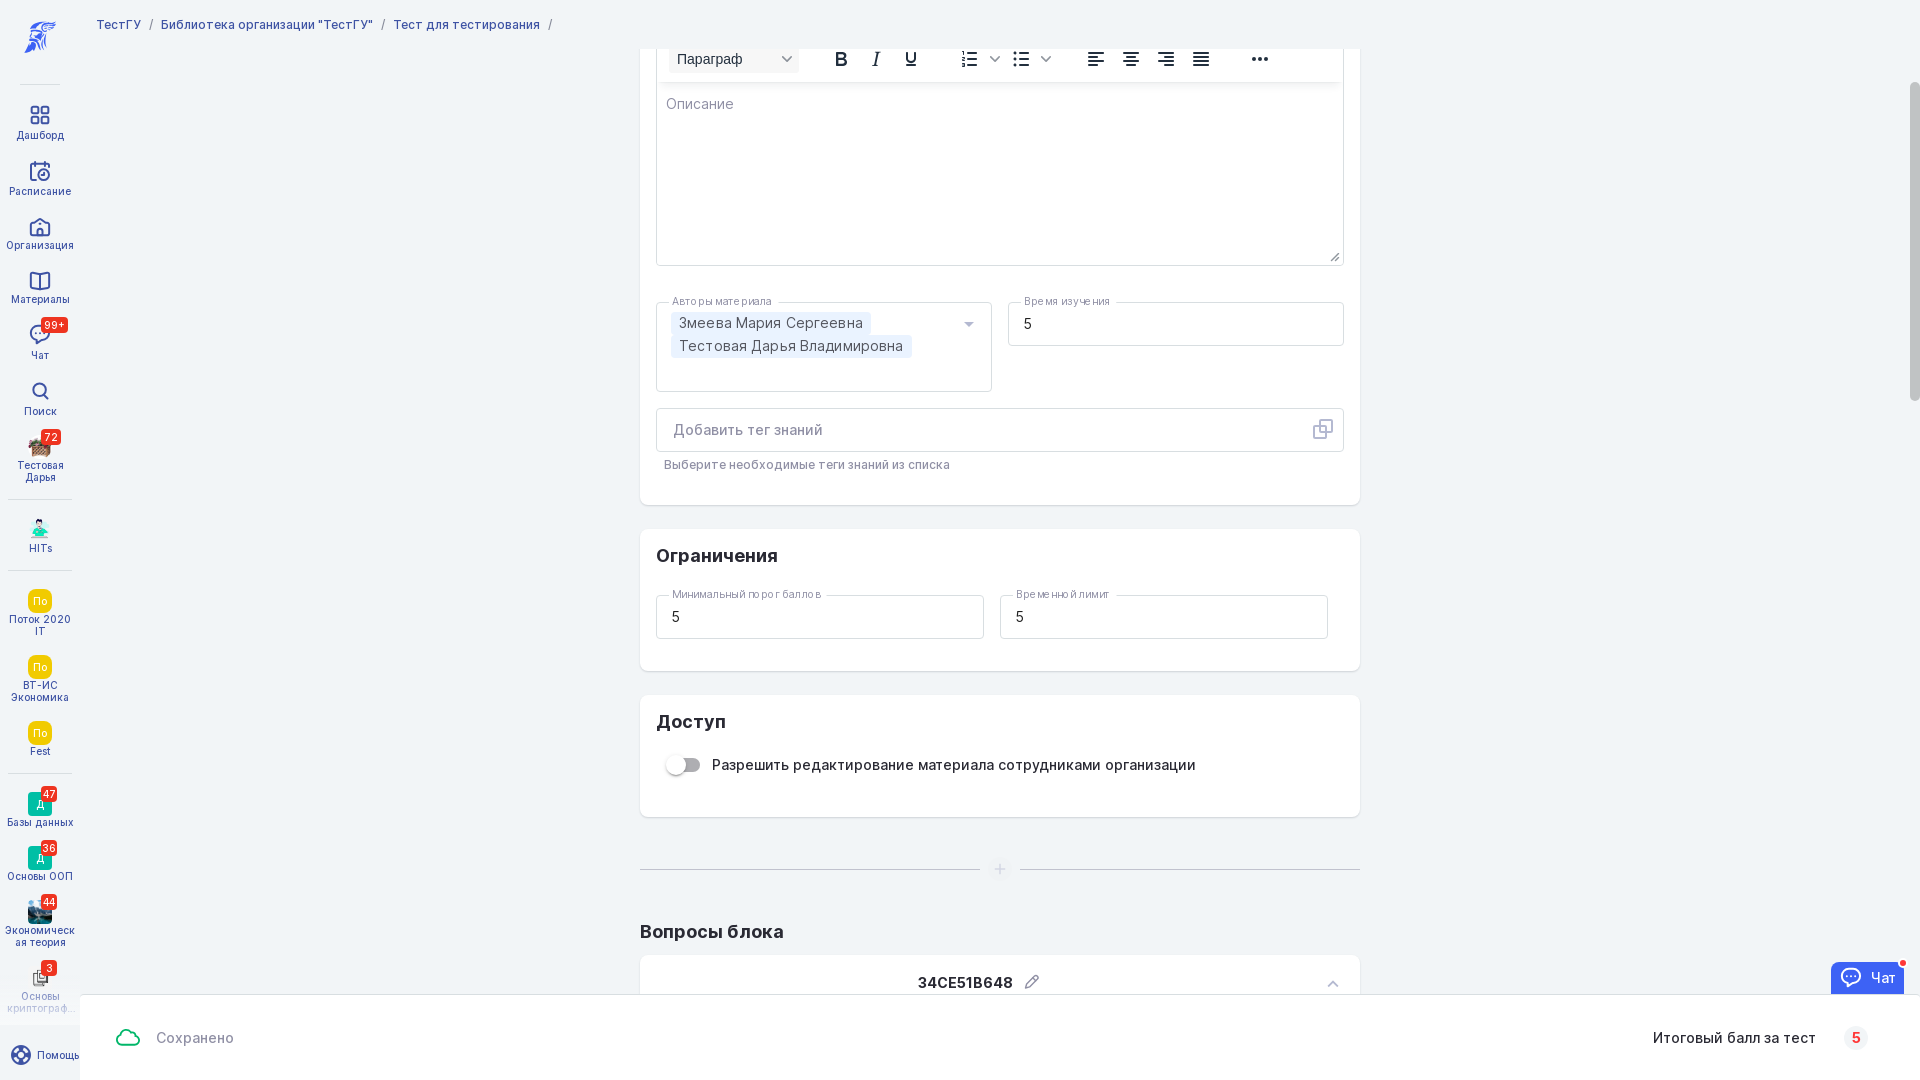 ТестГУ / Библиотека организации "ТестГУ" / Тест для тестирования /
Дашборд
Расписание
Организация
Материалы
99+
Чат
Поиск
72
Тестовая
Дарья
HITs
По
Поток 2020
IT
По
ВТ-ИС
Экономика
По
Fest
47
Д
Базы данных
36
Д
Основы ООП
44
Экономическ
ая теория
3
Основы
криптограф...
Помощь
Параграф
B I U
Описание
Авторы материала
Змеева Мария Сергеевна
Тестовая Дарья Владимировна
Время изучения
5
Добавить тег знаний
Выберите необходимые теги знаний из списка
Ограничения
Минимальный порог баллов
5
Временной лимит
5
Доступ
Разрешить редактирование материала сотрудниками организации
Вопросы блока
34CE51B648
Чат
Сохранено
Итоговый балл за тест 5